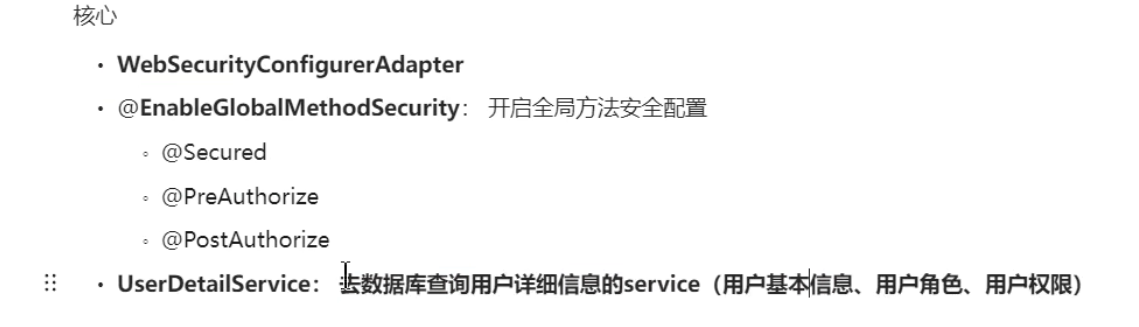 核心
• WebSecurityConfigurerAdapter
• @EnableGlobalMethodSecurity： 开启全局方法安全配置
◦ @Secured
◦ @PreAuthorize
◦ @PostAuthorize
• UserDetailService： 去数据库查询用户详细信息的service（用户基本信息、用户角色、用户权限）